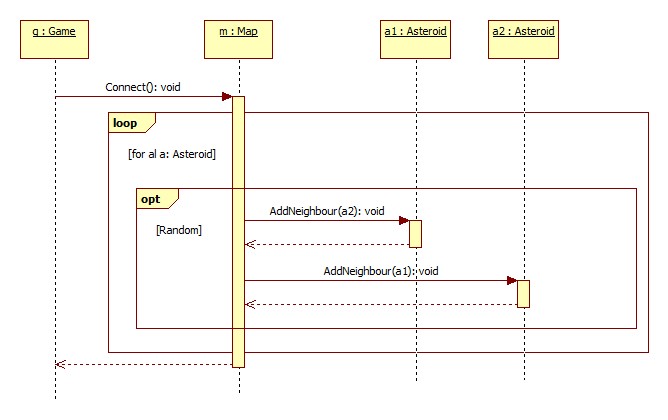 g : Game
m : Map
a1 : Asteroid
a2 : Asteroid
Connect(): void
loop
[for al a: Asteroid]
opt
AddNeighbour(a2): void
[Random]
AddNeighbour(a1): void